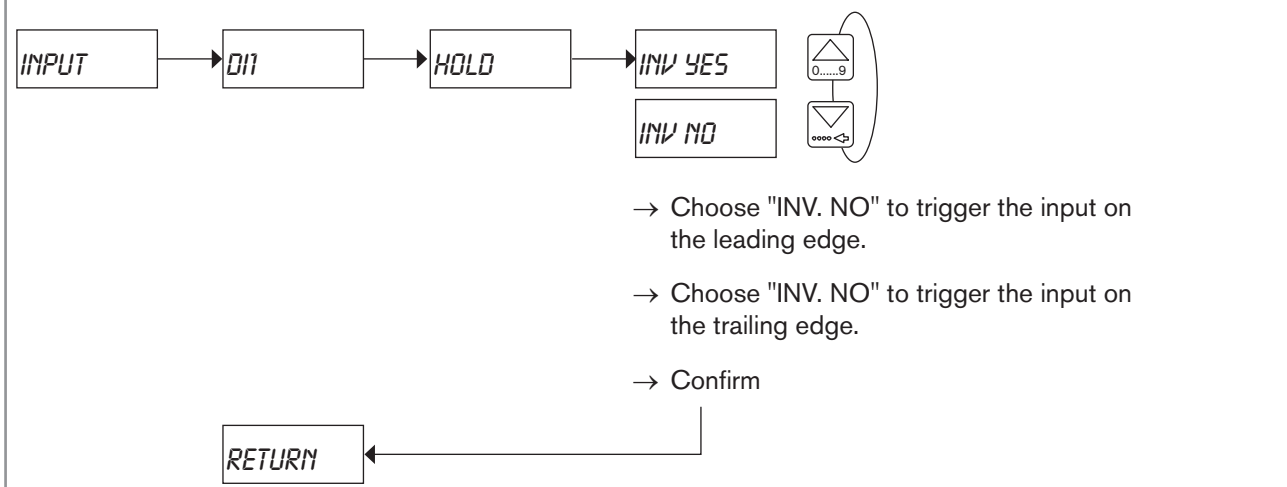 INPUT
DI1
HOLD
INV YES
0......9
INV NO
→ Choose "INV. NO" to trigger the input on
the leading edge.
→ Choose "INV. NO" to trigger the input on
the trailing edge.
→ Confirm
RETURN